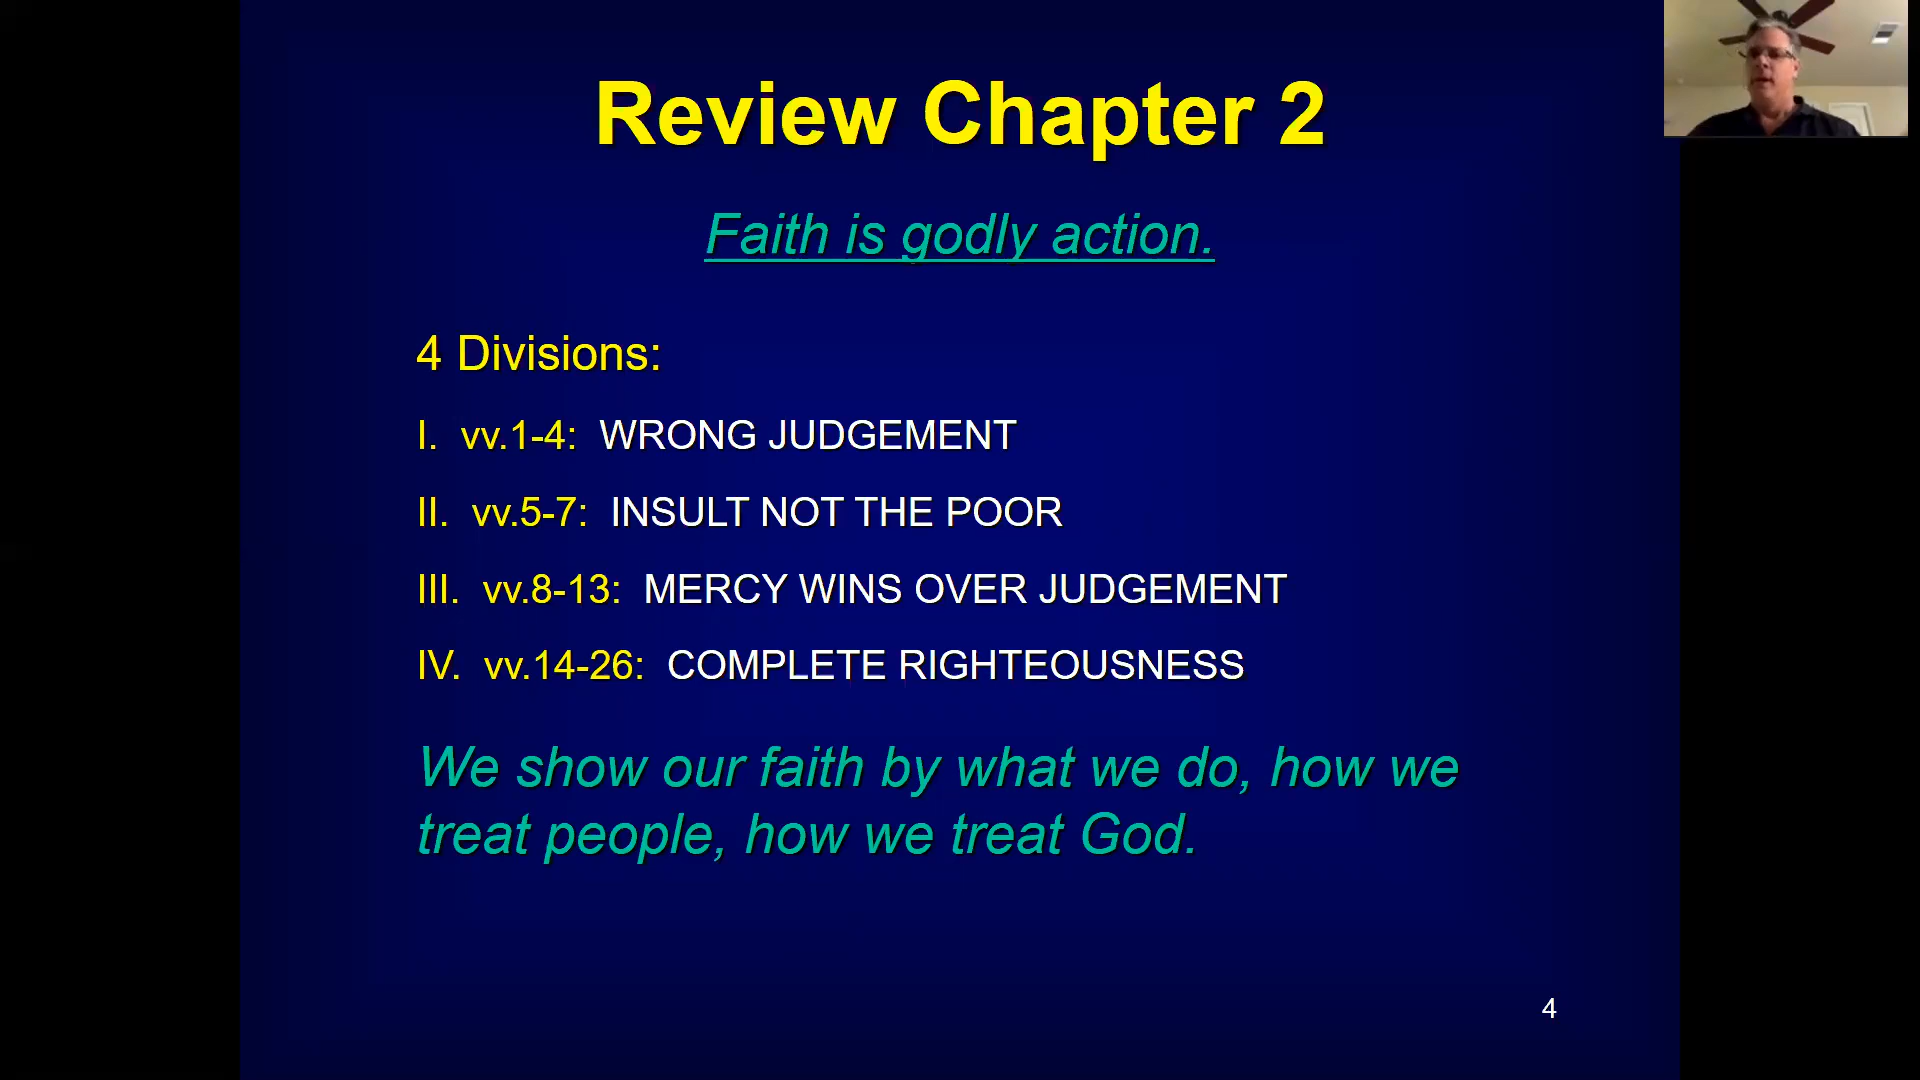 Review Chapter 2
Faith is godly action.
4 Divisions:
I. vv.1-4: WRONG JUDGEMENT
II. vv.5-7: INSULT NOT THE POOR
III. vv.8-13: MERCY WINS OVER JUDGEMENT
IV. vv.14-26: COMPLETE RIGHTEOUSNESS
We show our faith by what we do, how we
treat people, how we treat God.
4